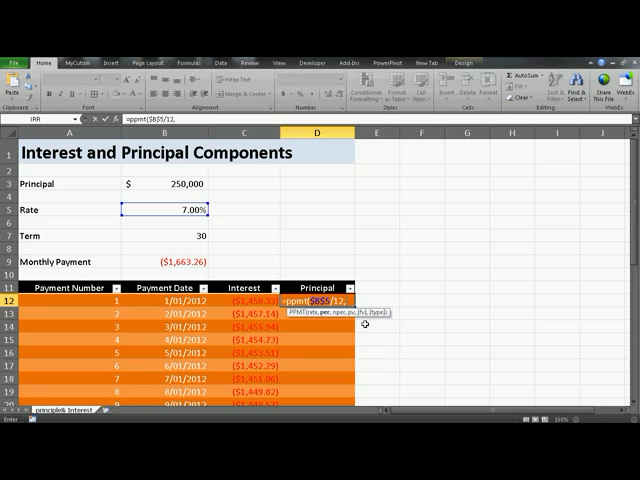 File Home MyCutom Insert Page Layout Formulas Data Review View Developer Add-Ins PowerPivot New Tab Design
Wrap Text AutoSum
Paste Merge & Center Conditional Formatting Format as Table Cell Styles Insert Delete Format Fill Clear Sort & Filter Find & Select Share This File WebEx
Clipboard Font Alignment Number Styles Cells Editing WebEx
IRR =ppmt($B$5/12,
A B C D E F G H I J
1 Interest and Principal Components
2
3 Principal $ 250,000
4
5 Rate 7.00%
6
7 Term 30
8
9 Monthly Payment ($1,663.26)
10
11 Payment Number Payment Date Interest Principal
12 1 1/01/2012 ($1,458.33) =ppmt($B$5/12,
PPMT(rate, per, nper, pv, [fv], [type])
13 2 2/01/2012 ($1,457.14)
14 3 3/01/2012 ($1,455.94)
15 4 4/01/2012 ($1,454.73)
16 5 5/01/2012 ($1,453.51)
17 6 6/01/2012 ($1,452.29)
18 7 7/01/2012 ($1,451.06)
19 8 8/01/2012 ($1,449.82)
20 9 9/01/2012 ($1,448.57)
principle& Interest
Enter 160%